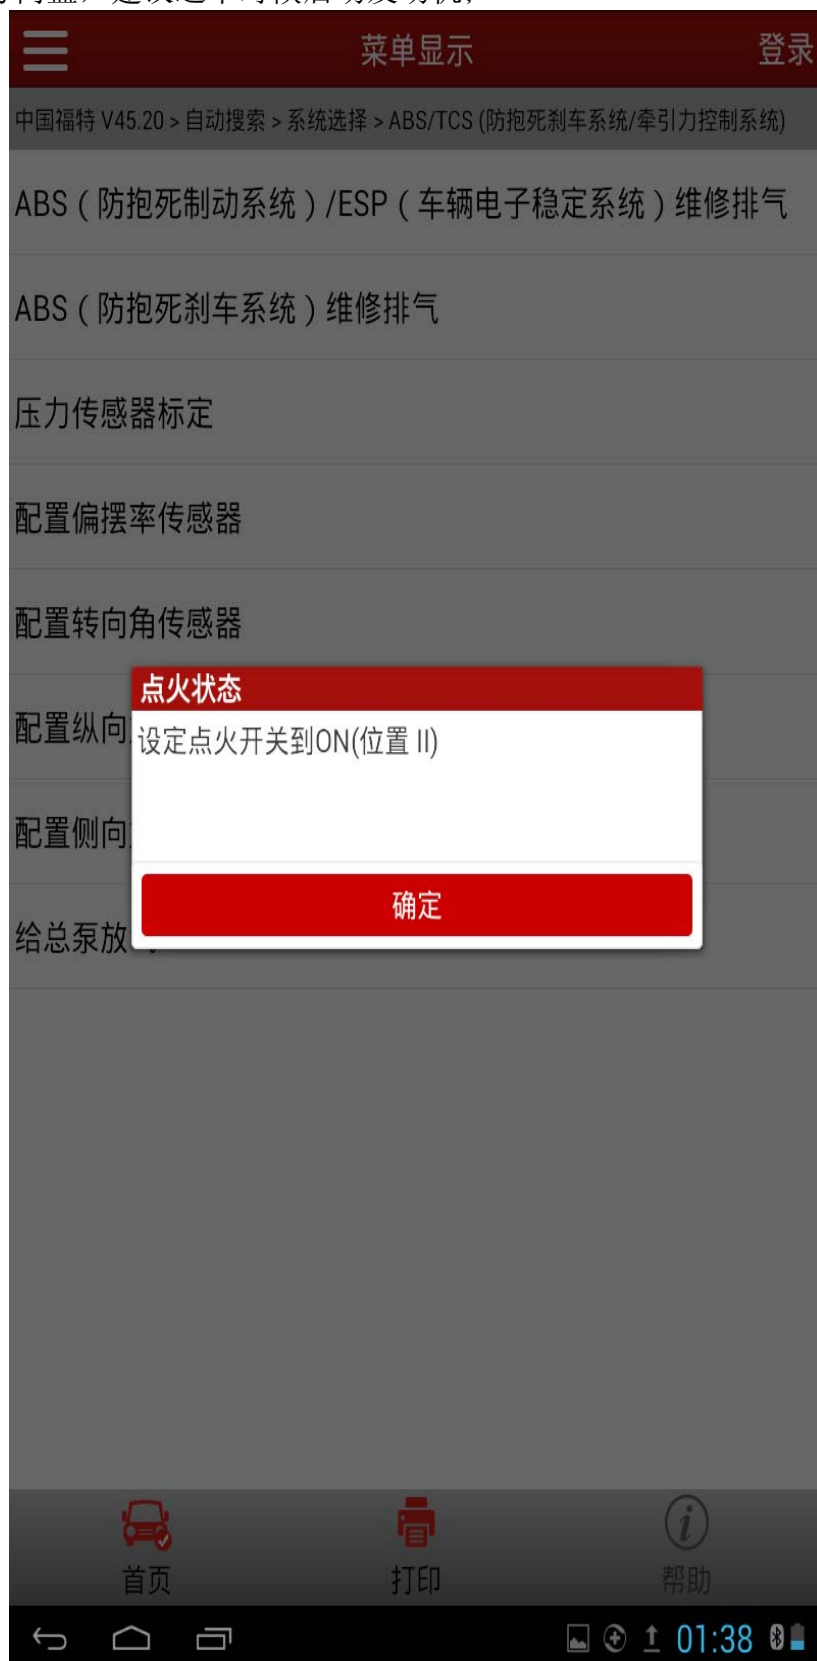 菜单显示
登录
中国福特 V45.20 > 自动搜索 > 系统选择 > ABS/TCS (防抱死刹车系统/牵引力控制系统)
ABS（防抱死制动系统）/ESP（车辆电子稳定系统）维修排气
ABS（防抱死刹车系统）维修排气
压力传感器标定
配置偏摆率传感器
配置转向角传感器
点火状态
配置纵向
设定点火开关到ON(位置 II)
配置侧向
确定
给总泵放
首页
打印
帮助
01:38